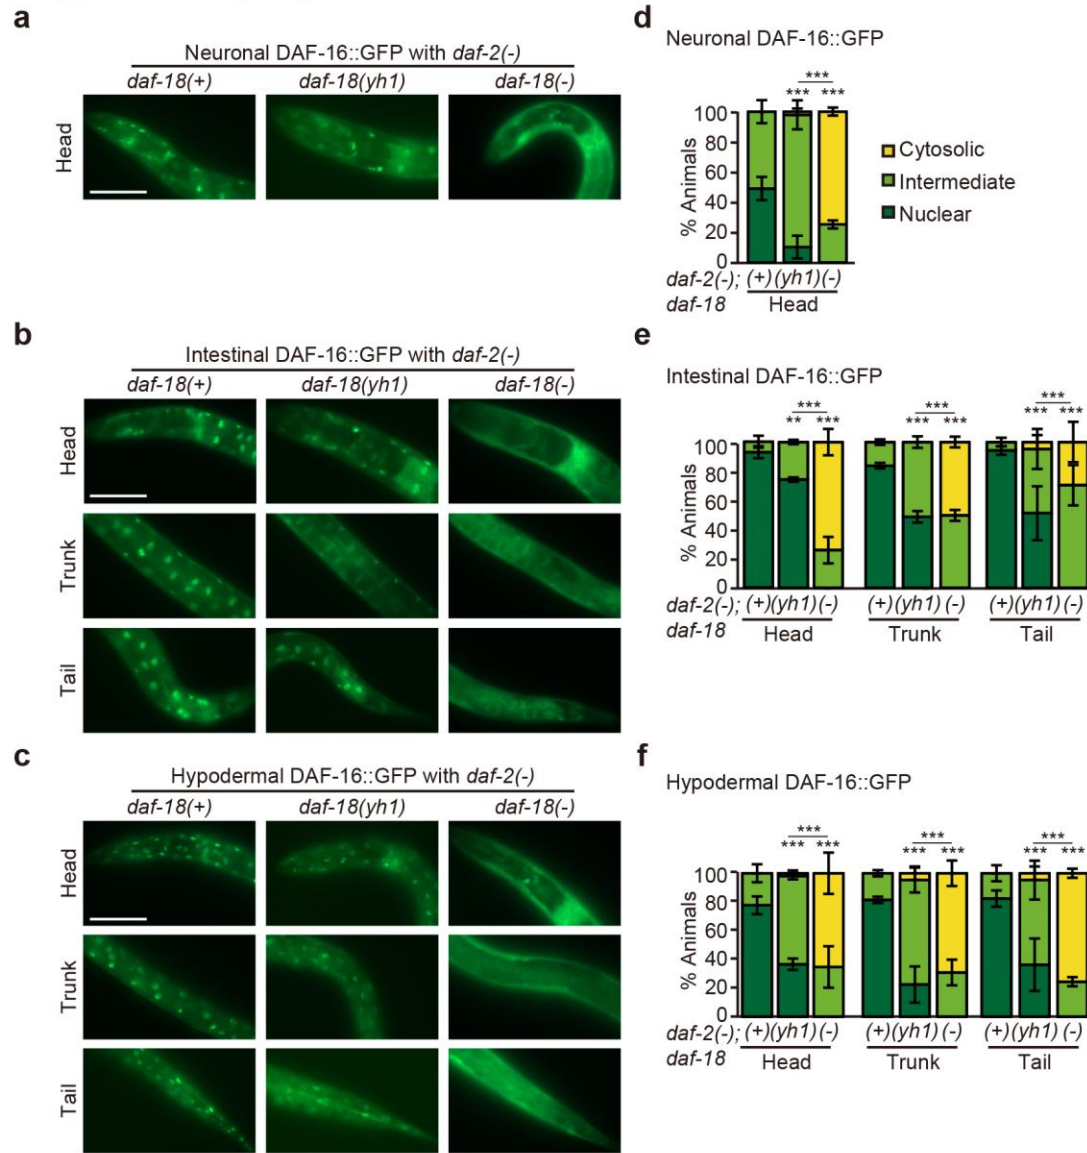 a
Neuronal DAF-16::GFP with daf-2(-)
daf-18(+) daf-18(yh1) daf-18(-)
Head
b
Intestinal DAF-16::GFP with daf-2(-)
daf-18(+) daf-18(yh1) daf-18(-)
Head
Trunk
Tail
c
Hypodermal DAF-16::GFP with daf-2(-)
daf-18(+) daf-18(yh1) daf-18(-)
Head
Trunk
Tail
d
Neuronal DAF-16::GFP
***
*** ***
100
80
60
40
20
0
% Animals
Cytosolic
Intermediate
Nuclear
daf-2(-); (+) (yh1) (-)
daf-18 Head
e
Intestinal DAF-16::GFP
*** *** ***
** *** *** *** *** ***
100
80
60
40
20
0
% Animals
daf-2(-); (+) (yh1) (-) (+) (yh1) (-) (+) (yh1) (-)
daf-18 Head Trunk Tail
f
Hypodermal DAF-16::GFP
*** *** ***
*** *** *** *** *** ***
100
80
60
40
20
0
% Animals
daf-2(-); (+) (yh1) (-) (+) (yh1) (-) (+) (yh1) (-)
daf-18 Head Trunk Tail